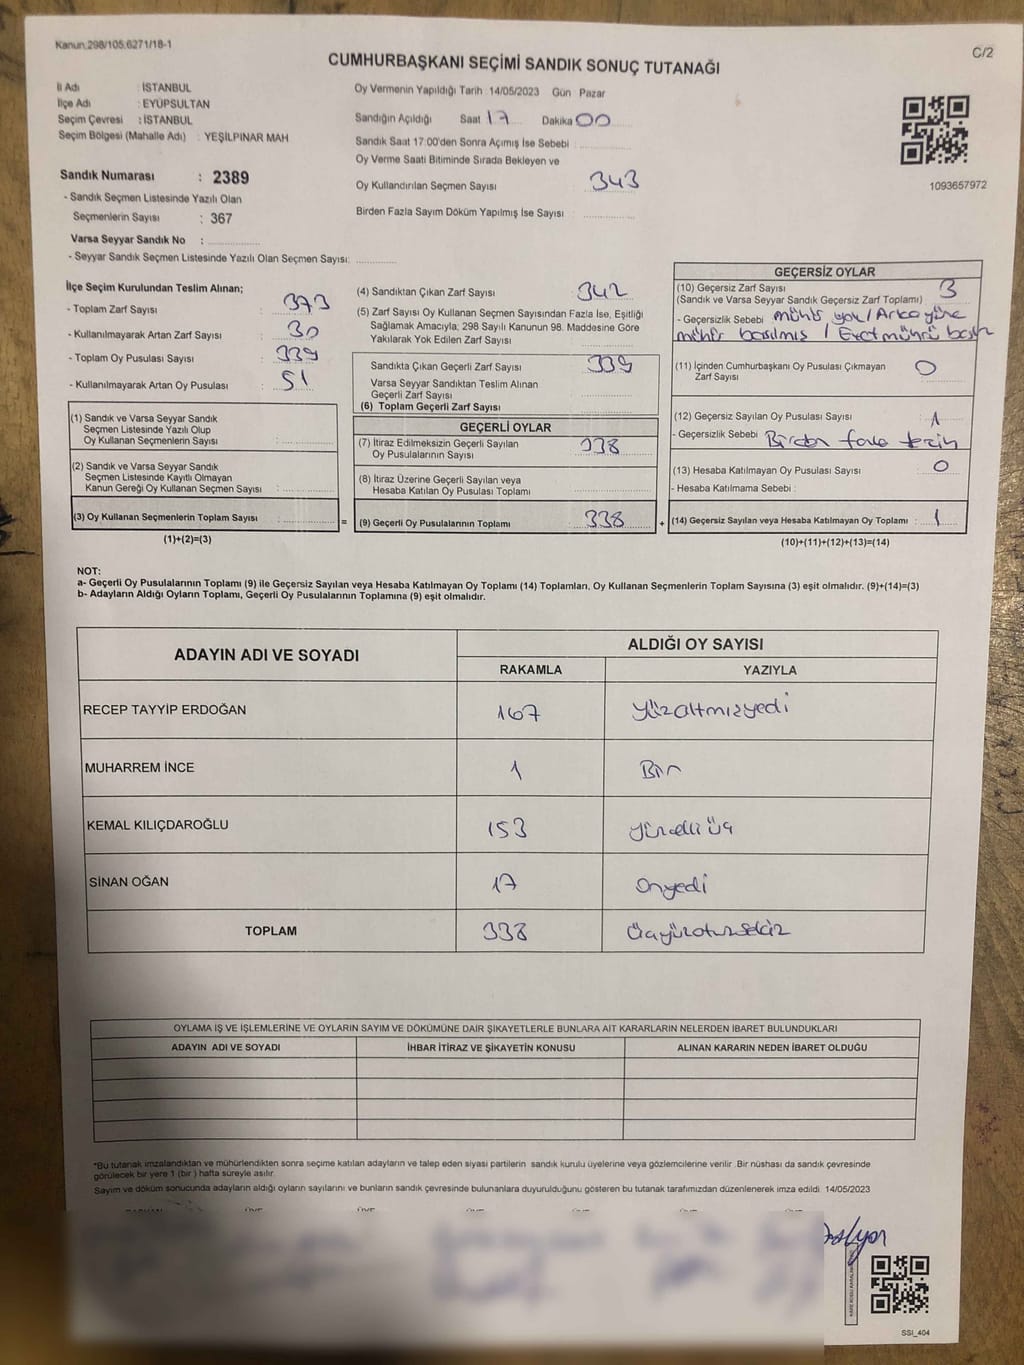 Kanun.298/105,6271/18-1
C/2
CUMHURBAŞKANI SEÇİMİ SANDIK SONUÇ TUTANAĞI
İl Adı : İSTANBUL
İlçe Adı : EYÜPSULTAN
Seçim Çevresi : İSTANBUL
Seçim Bölgesi (Mahalle Adı) : YEŞİLPINAR MAH
Sandık Numarası : 2389
- Sandık Seçmen Listesinde Yazılı Olan
Seçmenlerin Sayısı : 367
Varsa Seyyar Sandık No :
- Seyyar Sandık Seçmen Listesinde Yazılı Olan Seçmen Sayısı:
Oy Vermenin Yapıldığı Tarih :14/05/2023 Gün Pazar
Sandığın Açıldığı Saat 17 Dakika 00
Sandık Saat 17:00'den Sonra Açımış İse Sebebi :
Oy Verme Saati Bitiminde Sırada Bekleyen ve
Oy Kullandırılan Seçmen Sayısı : 343
Birden Fazla Sayım Döküm Yapılmış İse Sayısı :
1093657972
İlçe Seçim Kurulundan Teslim Alınan;
- Toplam Zarf Sayısı : 373
- Kullanılmayarak Artan Zarf Sayısı : 30
- Toplam Oy Pusulası Sayısı : 339
- Kullanılmayarak Artan Oy Pusulası : 51
(1) Sandık ve Varsa Seyyar Sandık
Seçmen Listesinde Yazılı Olup
Oy Kullanan Seçmenlerin Sayısı :
(2) Sandık ve Varsa Seyyar Sandık
Seçmen Listesinde Kayıtlı Olmayan
Kanun Gereği Oy Kullanan Seçmen Sayısı :
(3) Oy Kullanan Seçmenlerin Toplam Sayısı : =
(1)+(2)=(3)
(4) Sandıktan Çıkan Zarf Sayısı : 342
(5) Zarf Sayısı Oy Kullanan Seçmen Sayısından Fazla İse, Eşitliği
Sağlamak Amacıyla; 298 Sayılı Kanunun 98. Maddesine Göre
Yakılarak Yok Edilen Zarf Sayısı :
Sandıkta Çıkan Geçerli Zarf Sayısı : 339
Varsa Seyyar Sandıktan Teslim Alınan
Geçerli Zarf Sayısı :
(6) Toplam Geçerli Zarf Sayısı :
GEÇERLİ OYLAR
(7) İtiraz Edilmeksizin Geçerli Sayılan
Oy Pusulalarının Sayısı : 338
(8) İtiraz Üzerine Geçerli Sayılan veya
Hesaba Katılan Oy Pusulası Toplamı :
(9) Geçerli Oy Pusulalarının Toplamı : 338 +
GEÇERSİZ OYLAR
(10) Geçersiz Zarf Sayısı : 3
(Sandık ve Varsa Seyyar Sandık Geçersiz Zarf Toplamı)
- Geçersizlik Sebebi : mühür yok / Arka yüze
mühür basılmış / Evet mührü
(11) İçinden Cumhurbaşkanı Oy Pusulası Çıkmayan
Zarf Sayısı : 0
(12) Geçersiz Sayılan Oy Pusulası Sayısı : 1
- Geçersizlik Sebebi : Birden fazla tercih
(13) Hesaba Katılmayan Oy Pusulası Sayısı : 0
- Hesaba Katılmama Sebebi :
(14) Geçersiz Sayılan veya Hesaba Katılmayan Oy Toplamı : 1
(10)+(11)+(12)+(13)=(14)
NOT:
a- Geçerli Oy Pusulalarının Toplamı (9) ile Geçersiz Sayılan veya Hesaba Katılmayan Oy Toplamı (14) Toplamları, Oy Kullanan Seçmenlerin Toplam Sayısına (3) eşit olmalıdır. (9)+(14)=(3)
b- Adayların Aldığı Oyların Toplamı, Geçerli Oy Pusulalarının Toplamına (9) eşit olmalıdır.
ADAYIN ADI VE SOYADI
ALDIĞI OY SAYISI
RAKAMLA YAZIYLA
RECEP TAYYİP ERDOĞAN 167 Yüzaltmışyedi
MUHARREM İNCE 1 Bir
KEMAL KILIÇDAROĞLU 153 Yüzelli üç
SİNAN OĞAN 17 Onyedi
TOPLAM 338 Üçyüzotuzsekiz
OYLAMA İŞ VE İŞLEMLERİNE VE OYLARIN SAYIM VE DÖKÜMÜNE DAİR ŞİKAYETLERLE BUNLARA AİT KARARLARIN NELERDEN İBARET BULUNDUKLARI
ADAYIN ADI VE SOYADI İHBAR İTİRAZ VE ŞİKAYETİN KONUSU ALINAN KARARIN NEDEN İBARET OLDUĞU
*Bu tutanak imzalandıktan ve mühürlendikten sonra seçime katılan adayların ve talep eden siyasi partilerin sandık kurulu üyelerine veya gözlemcilerine verilir .Bir nüshası da sandık çevresinde
görülecek bir yere 1 (bir ) hafta süreyle asılır.
Sayım ve döküm sonucunda adayların aldığı oyların sayılarını ve bunların sandık çevresinde bulunanlara duyurulduğunu gösteren bu tutanak tarafımızdan düzenlenerek imza edildi. 14/05/2023
SSI_404